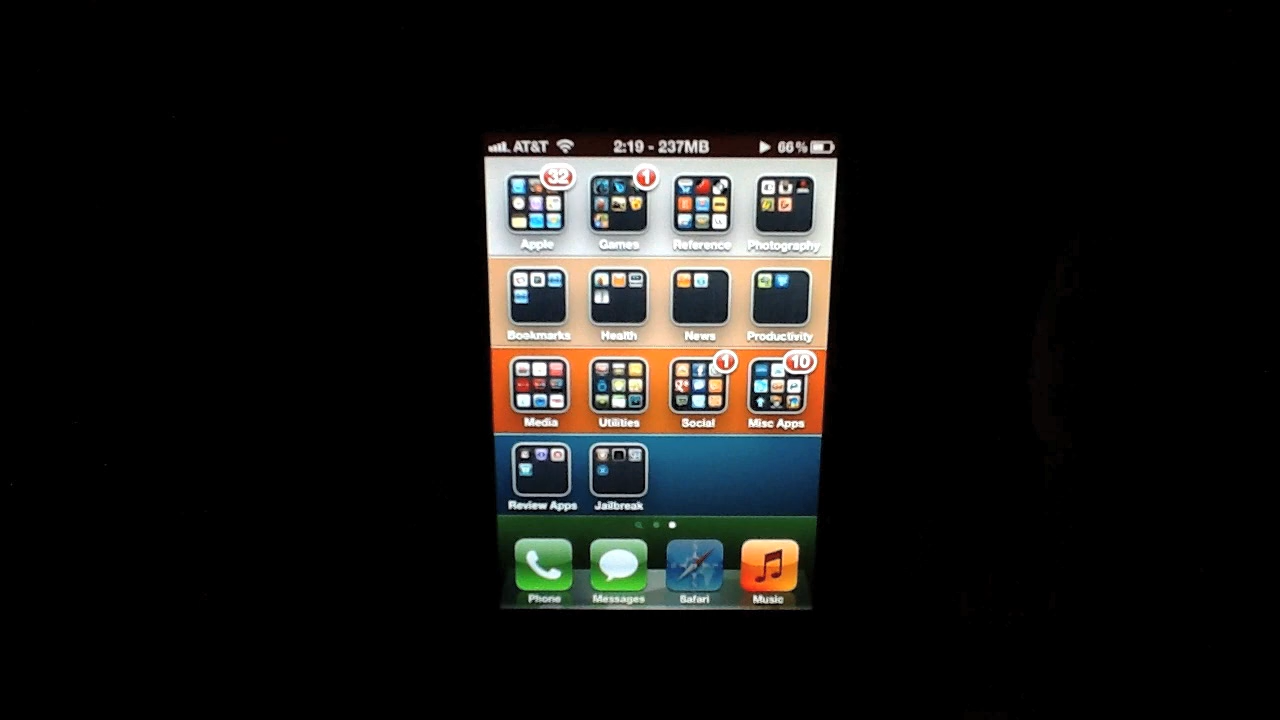 AT&T 2:19 - 237MB 66%
32 1
Apple Games Reference Photography
Bookmarks Health News Productivity
1 10
Media Utilities Social Misc Apps
Review Apps Jailbreak
Phone Messages Safari Music